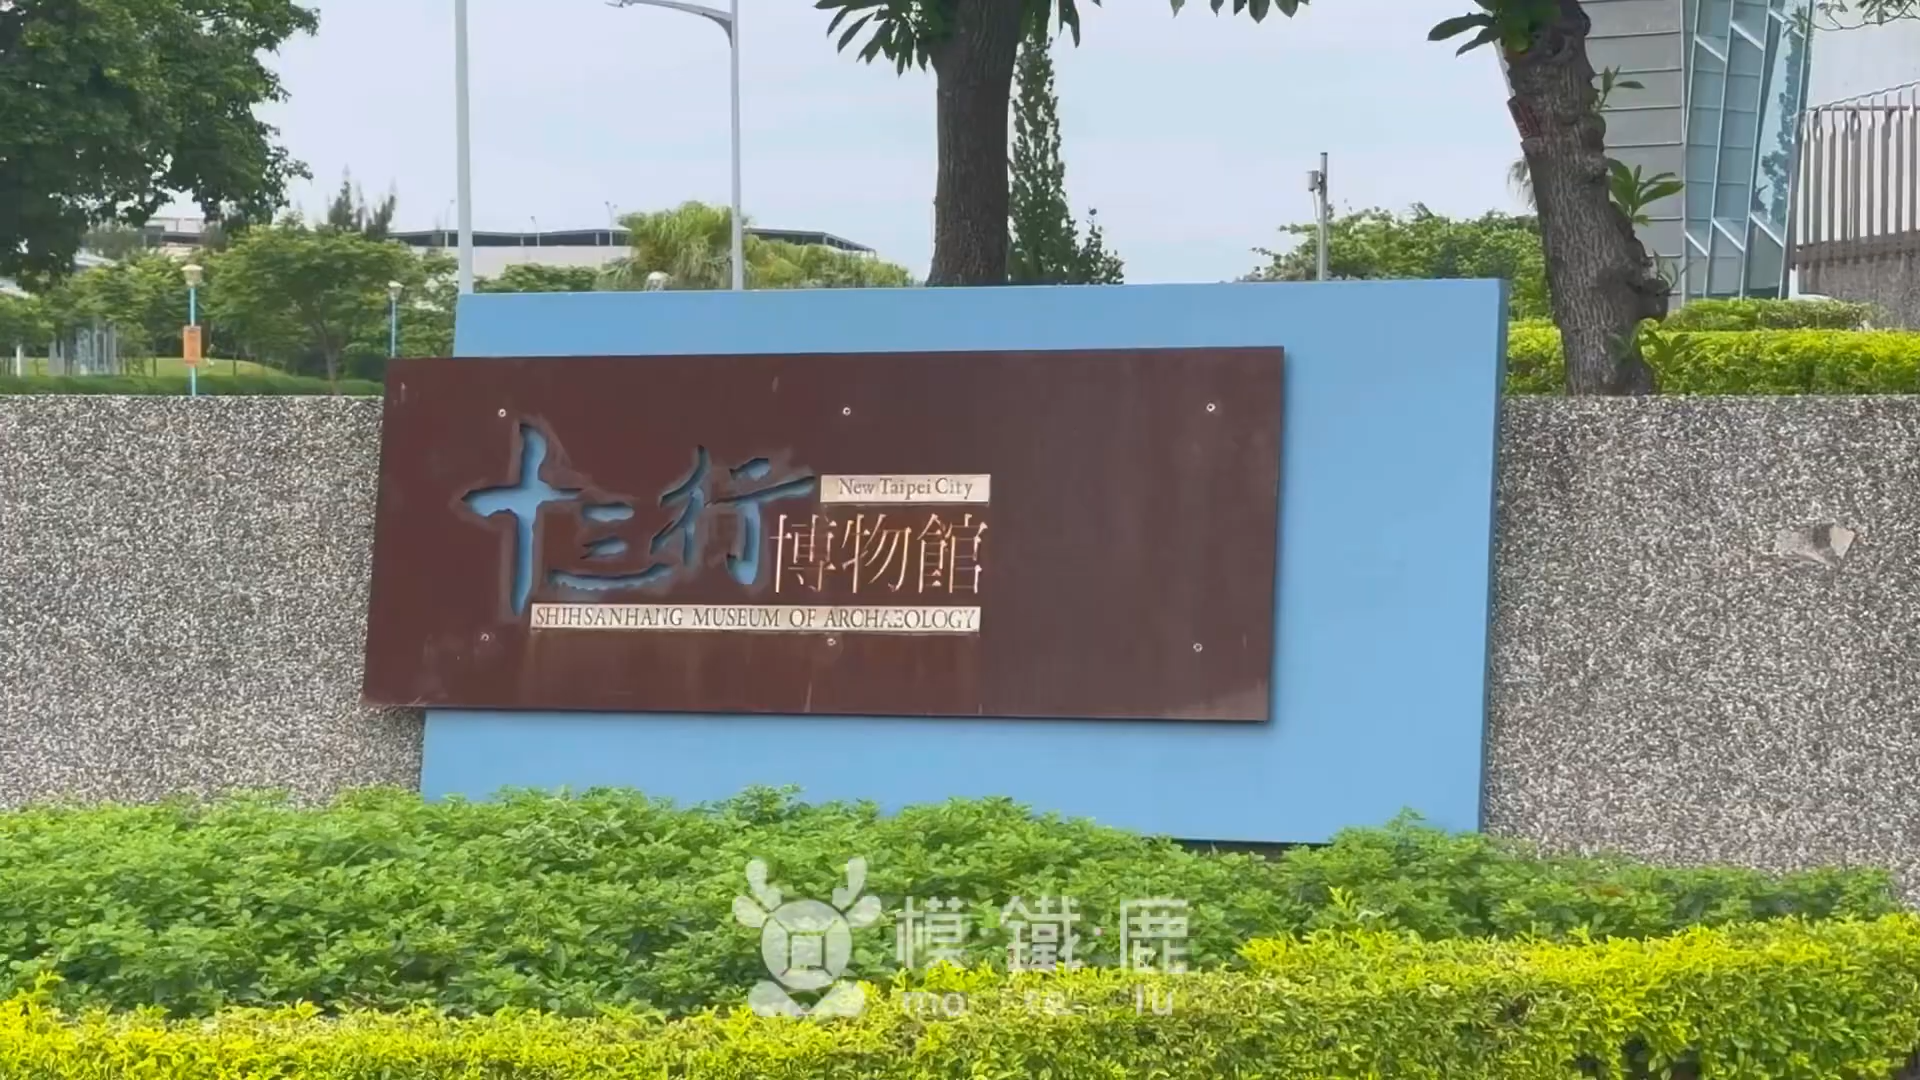 十三行
New Taipei City
博物館
SHIHSANHANG MUSEUM OF ARCHAEOLOGY
模·鐵·鹿